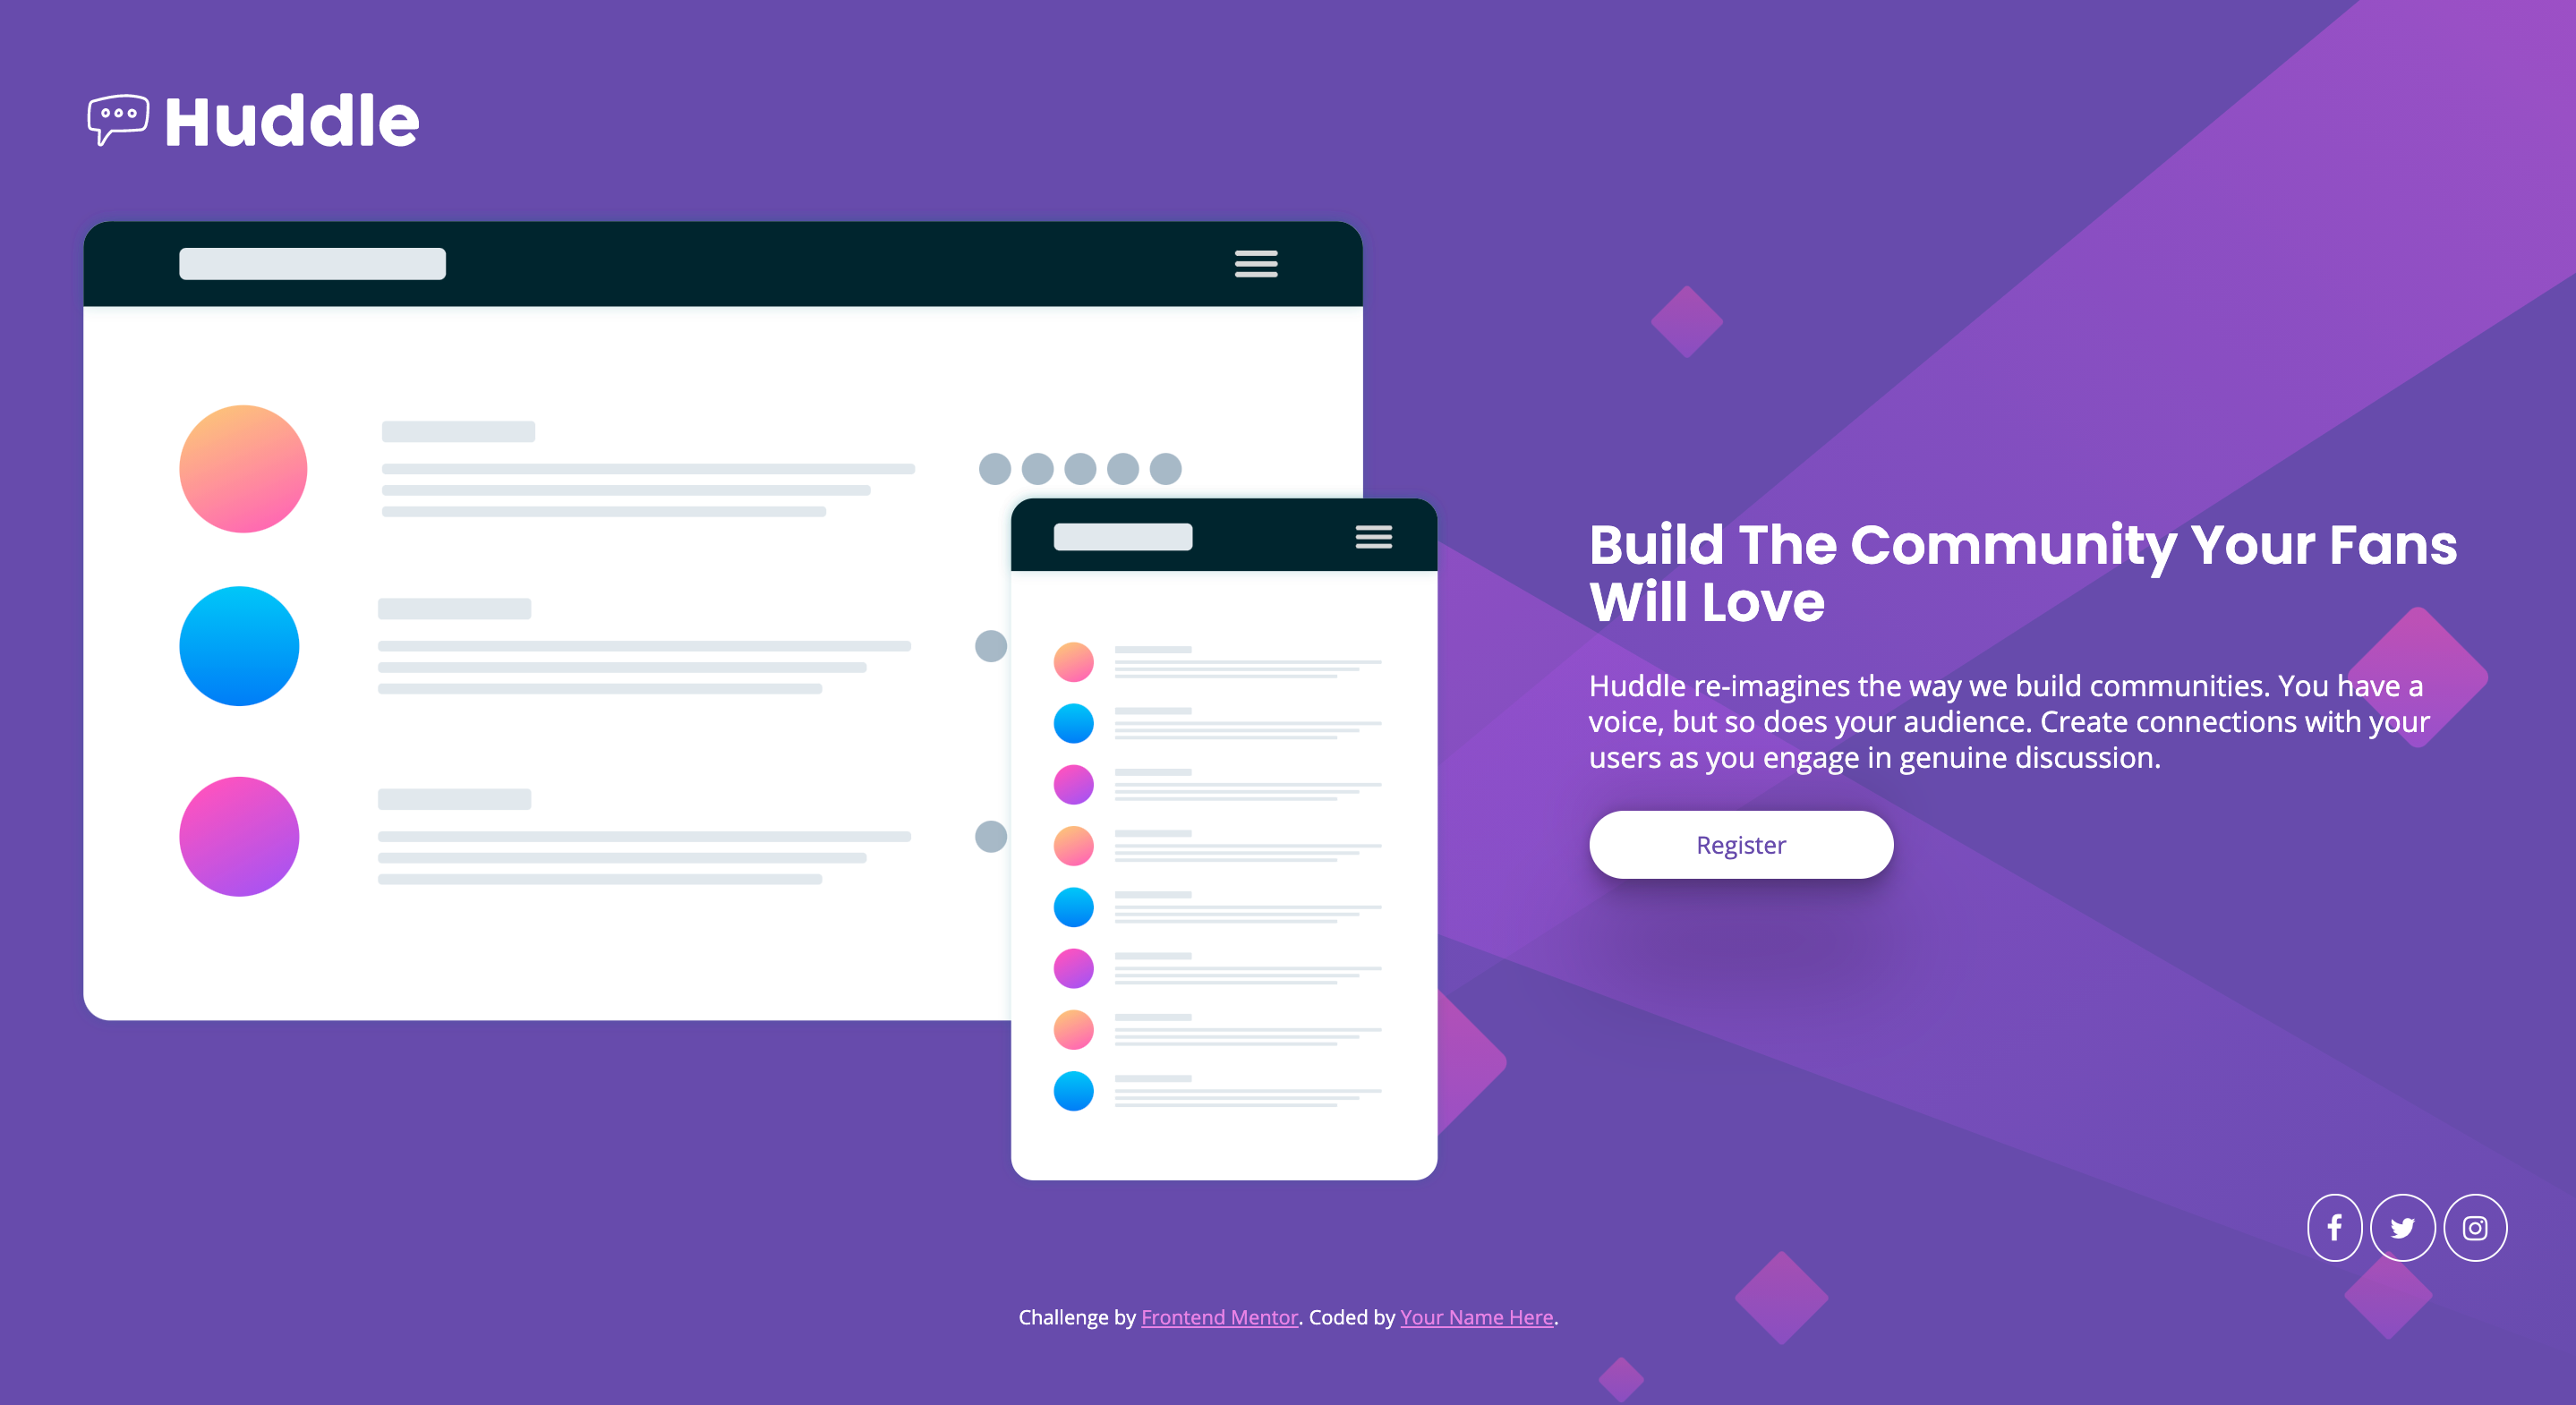 Huddle
Build The Community Your Fans
Will Love
Huddle re-imagines the way we build communities. You have a
voice, but so does your audience. Create connections with your
users as you engage in genuine discussion.
Register
Challenge by Frontend Mentor. Coded by Your Name Here.